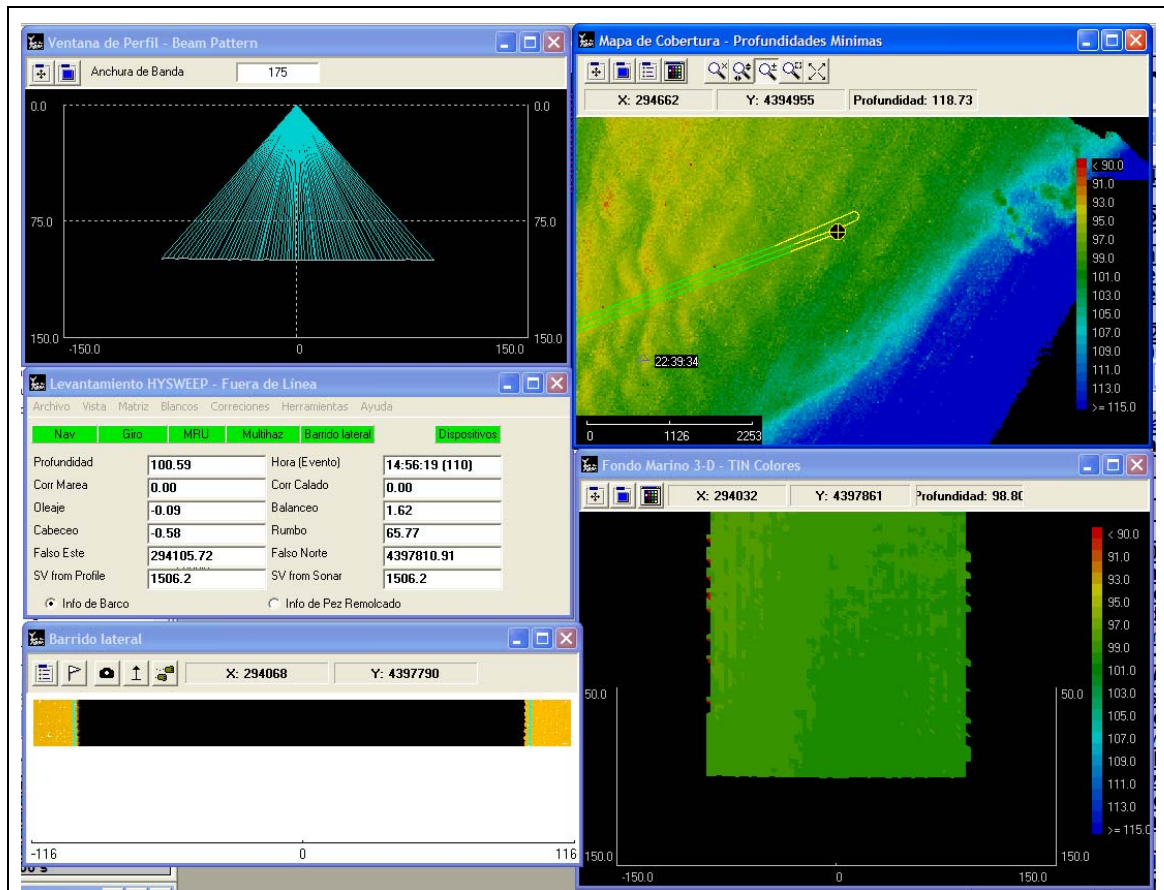 Ventana de Perfil - Beam Pattern
Anchura de Banda 175
0.0 0.0
75.0 75.0
150.0 150.0
-150.0 0 150.0
Mapa de Cobertura - Profundidades Minimas
X: 294662 Y: 4394955 Profundidad: 118.73
< 90.0
91.0
93.0
95.0
97.0
99.0
101.0
103.0
105.0
107.0
109.0
111.0
113.0
>= 115.0
22:39:34
0 1126 2253
Levantamiento HYSWEEP - Fuera de Línea
Archivo Vista Matriz Blancos Correciones Herramientas Ayuda
Nav Giro MRU Multihaz Barrido lateral Dispositivos
Profundidad 100.59 Hora (Evento) 14:56:19 (110)
Corr Marea 0.00 Corr Calado 0.00
Oleaje -0.09 Balanceo 1.62
Cabeceo -0.58 Rumbo 65.77
Falso Este 294105.72 Falso Norte 4397810.91
SV from Profile 1506.2 SV from Sonar 1506.2
Info de Barco Info de Pez Remolcado
Fondo Marino 3-D - TIN Colores
X: 294032 Y: 4397861 Profundidad: 98.80
< 90.0
91.0
93.0
95.0
97.0
99.0
101.0
103.0
105.0
107.0
109.0
111.0
113.0
>= 115.0
50.0 50.0
150.0 150.0
-150.0 0 150.0
Barrido lateral
X: 294068 Y: 4397790
-116 0 116